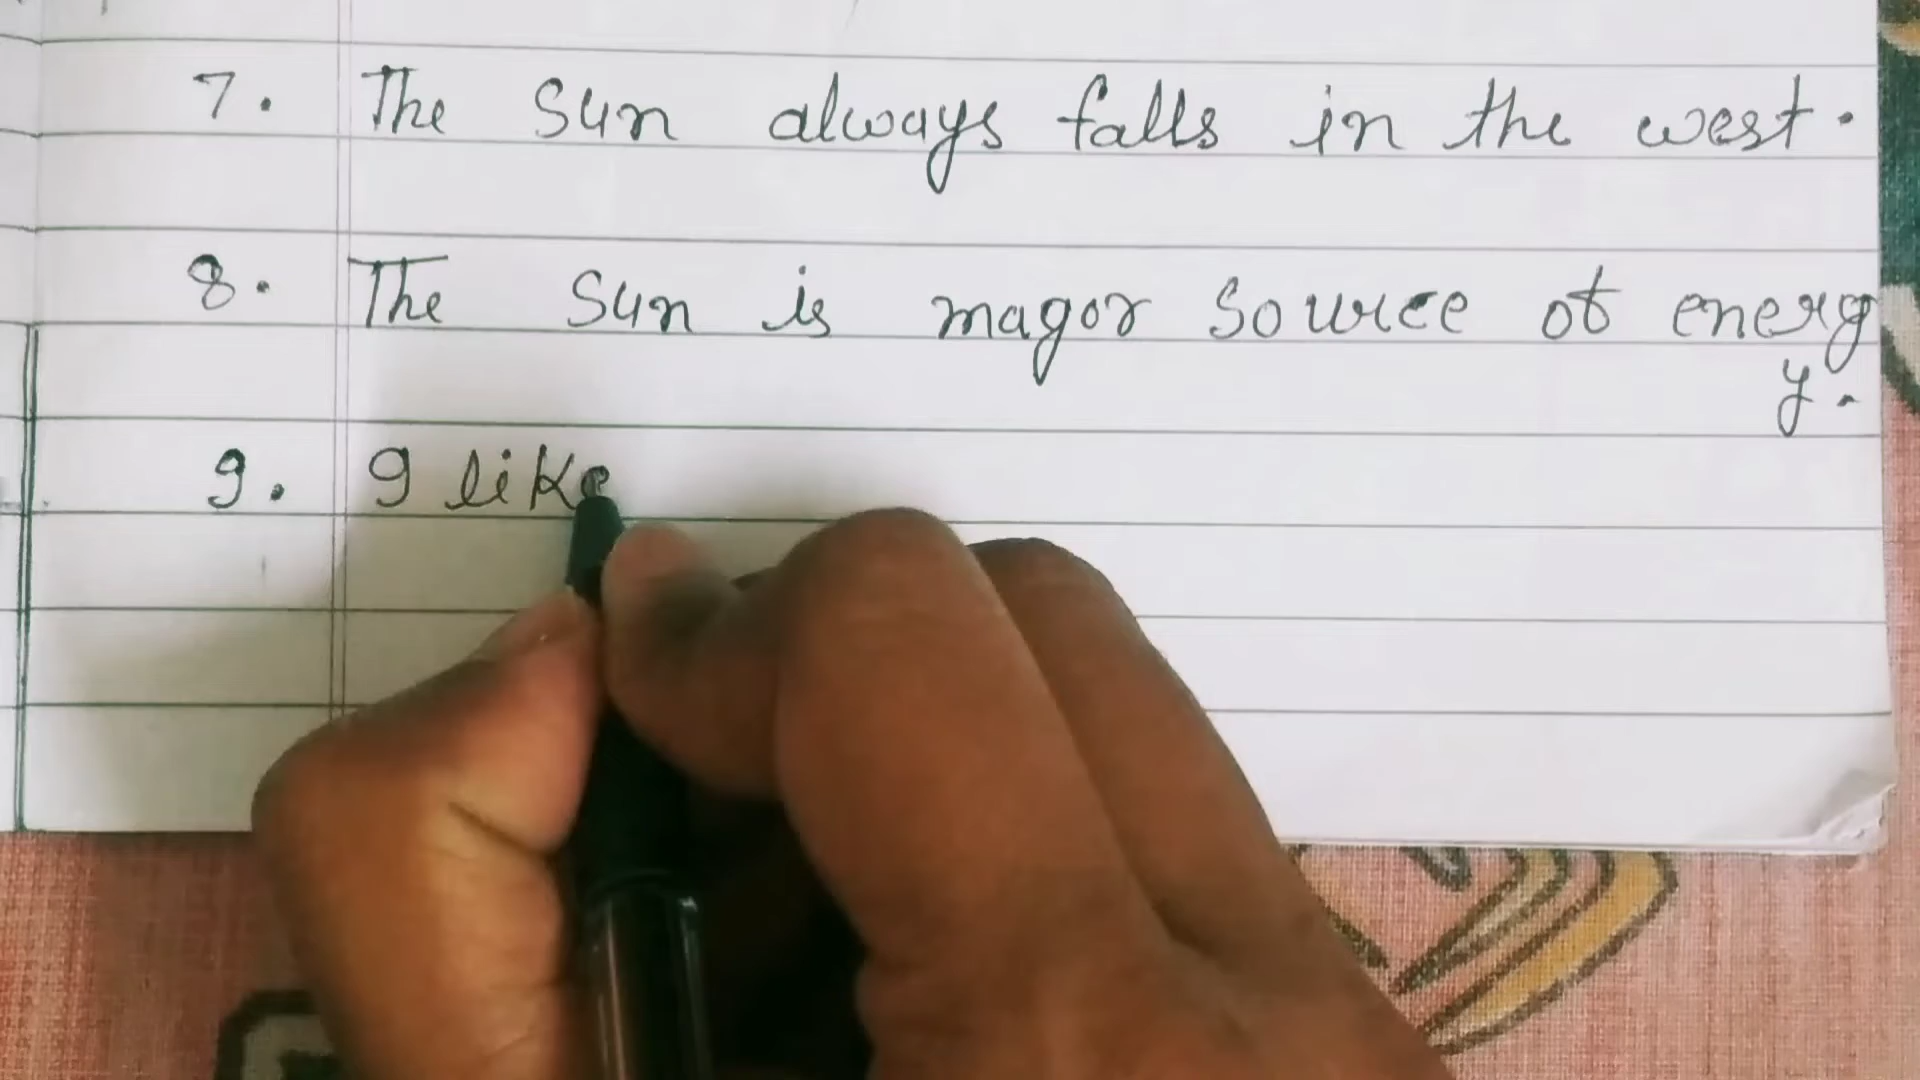 7. The Sun always falls in the west.
8. The Sun is magor Source of energ
y.
9. I like